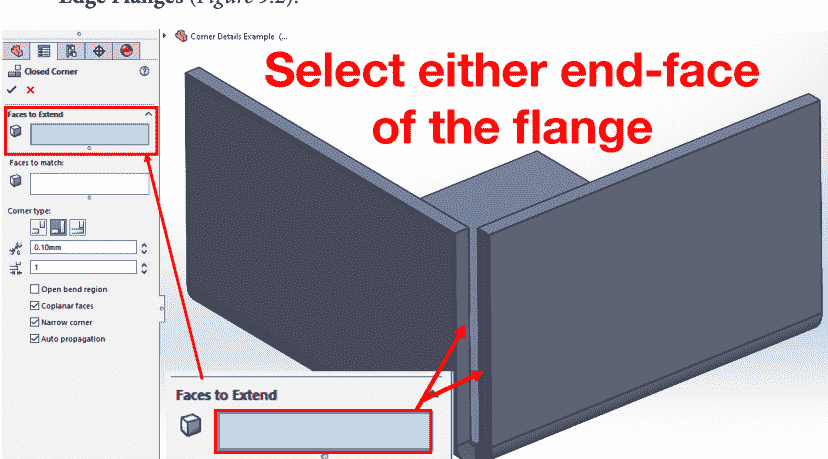 Edge Flanges (Figure 9.2).
Corner Details Example (...
Closed Corner
Select either end-face
of the flange
Faces to Extend
Faces to match:
Corner type:
0.10mm
1
Open bend region
Coplanar faces
Narrow corner
Auto propagation
Faces to Extend